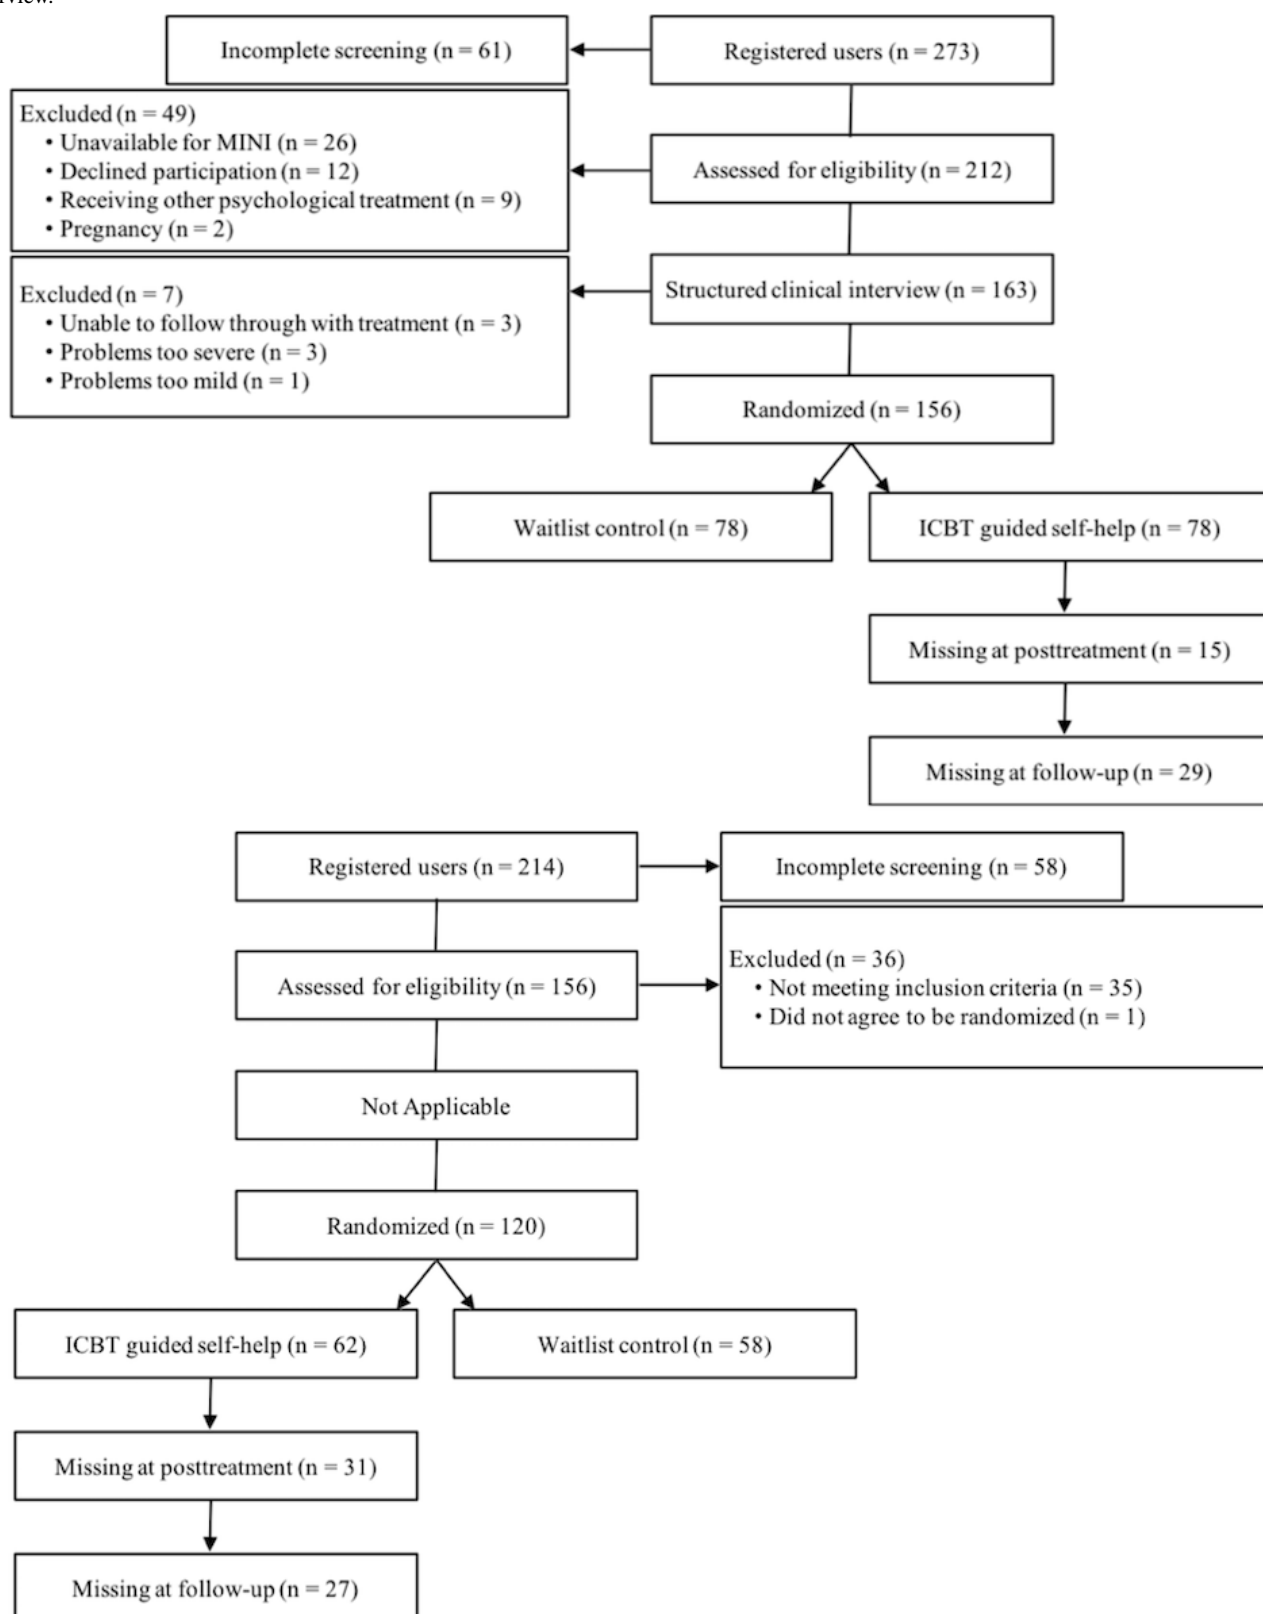 Incomplete screening (n = 61)
Registered users (n = 273)
Excluded (n = 49)
• Unavailable for MINI (n = 26)
• Declined participation (n = 12)
• Receiving other psychological treatment (n = 9)
• Pregnancy (n = 2)
Assessed for eligibility (n = 212)
Excluded (n = 7)
• Unable to follow through with treatment (n = 3)
• Problems too severe (n = 3)
• Problems too mild (n = 1)
Structured clinical interview (n = 163)
Randomized (n = 156)
Waitlist control (n = 78)
ICBT guided self-help (n = 78)
Missing at posttreatment (n = 15)
Missing at follow-up (n = 29)
Registered users (n = 214)
Incomplete screening (n = 58)
Assessed for eligibility (n = 156)
Excluded (n = 36)
• Not meeting inclusion criteria (n = 35)
• Did not agree to be randomized (n = 1)
Not Applicable
Randomized (n = 120)
ICBT guided self-help (n = 62)
Waitlist control (n = 58)
Missing at posttreatment (n = 31)
Missing at follow-up (n = 27)